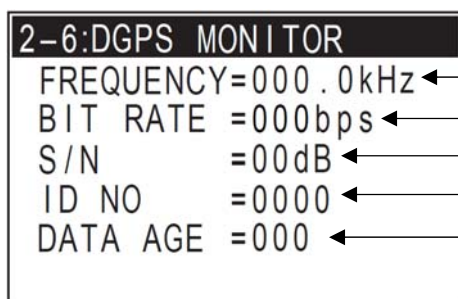 2-6:DGPS MONITOR
FREQUENCY=000.0kHz
BIT RATE =000bps
S/N =00dB
ID NO =0000
DATA AGE =000